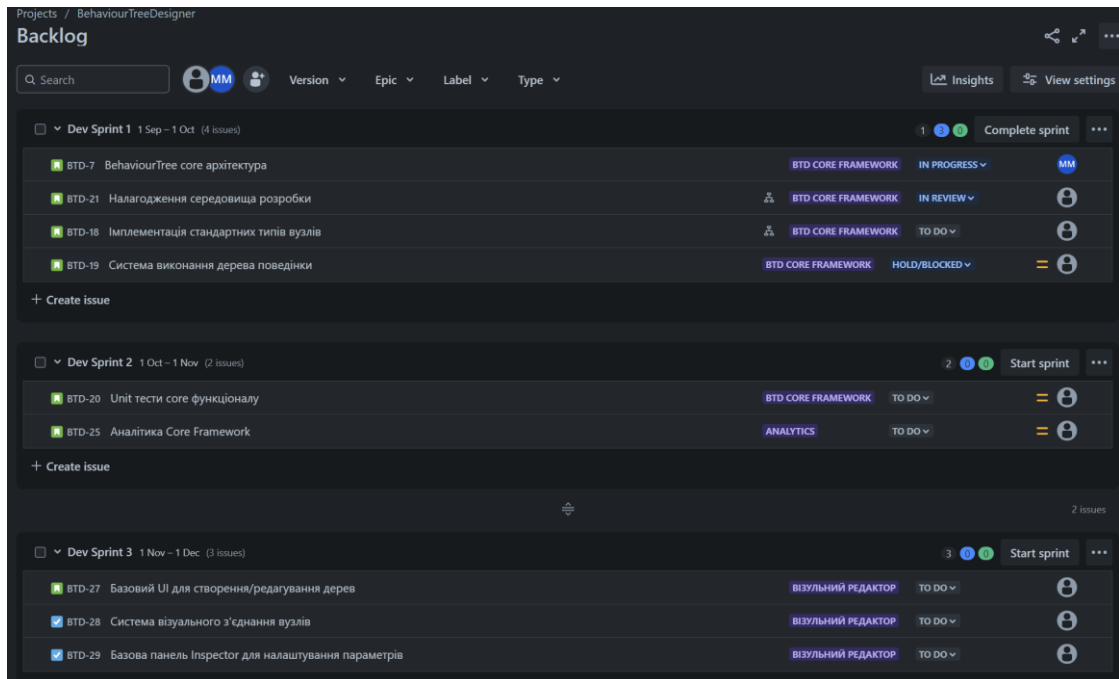 Projects / BehaviourTreeDesigner
Backlog
Search MM Version Epic Label Type Insights View settings
Dev Sprint 1 1 Sep – 1 Oct (4 issues) 1 3 0 Complete sprint
BTD-7 BehaviourTree core архітектура BTD CORE FRAMEWORK IN PROGRESS MM
BTD-21 Налагодження середовища розробки BTD CORE FRAMEWORK IN REVIEW
BTD-18 Імплементація стандартних типів вузлів BTD CORE FRAMEWORK TO DO
BTD-19 Система виконання дерева поведінки BTD CORE FRAMEWORK HOLD/BLOCKED
+ Create issue
Dev Sprint 2 1 Oct – 1 Nov (2 issues) 2 0 0 Start sprint
BTD-20 Unit тести core функціоналу BTD CORE FRAMEWORK TO DO
BTD-25 Аналітика Core Framework ANALYTICS TO DO
+ Create issue
2 issues
Dev Sprint 3 1 Nov – 1 Dec (3 issues) 3 0 0 Start sprint
BTD-27 Базовий UI для створення/редагування дерев ВІЗУЛЬНИЙ РЕДАКТОР TO DO
BTD-28 Система візуального з'єднання вузлів ВІЗУЛЬНИЙ РЕДАКТОР TO DO
BTD-29 Базова панель Inspector для налаштування параметрів ВІЗУЛЬНИЙ РЕДАКТОР TO DO